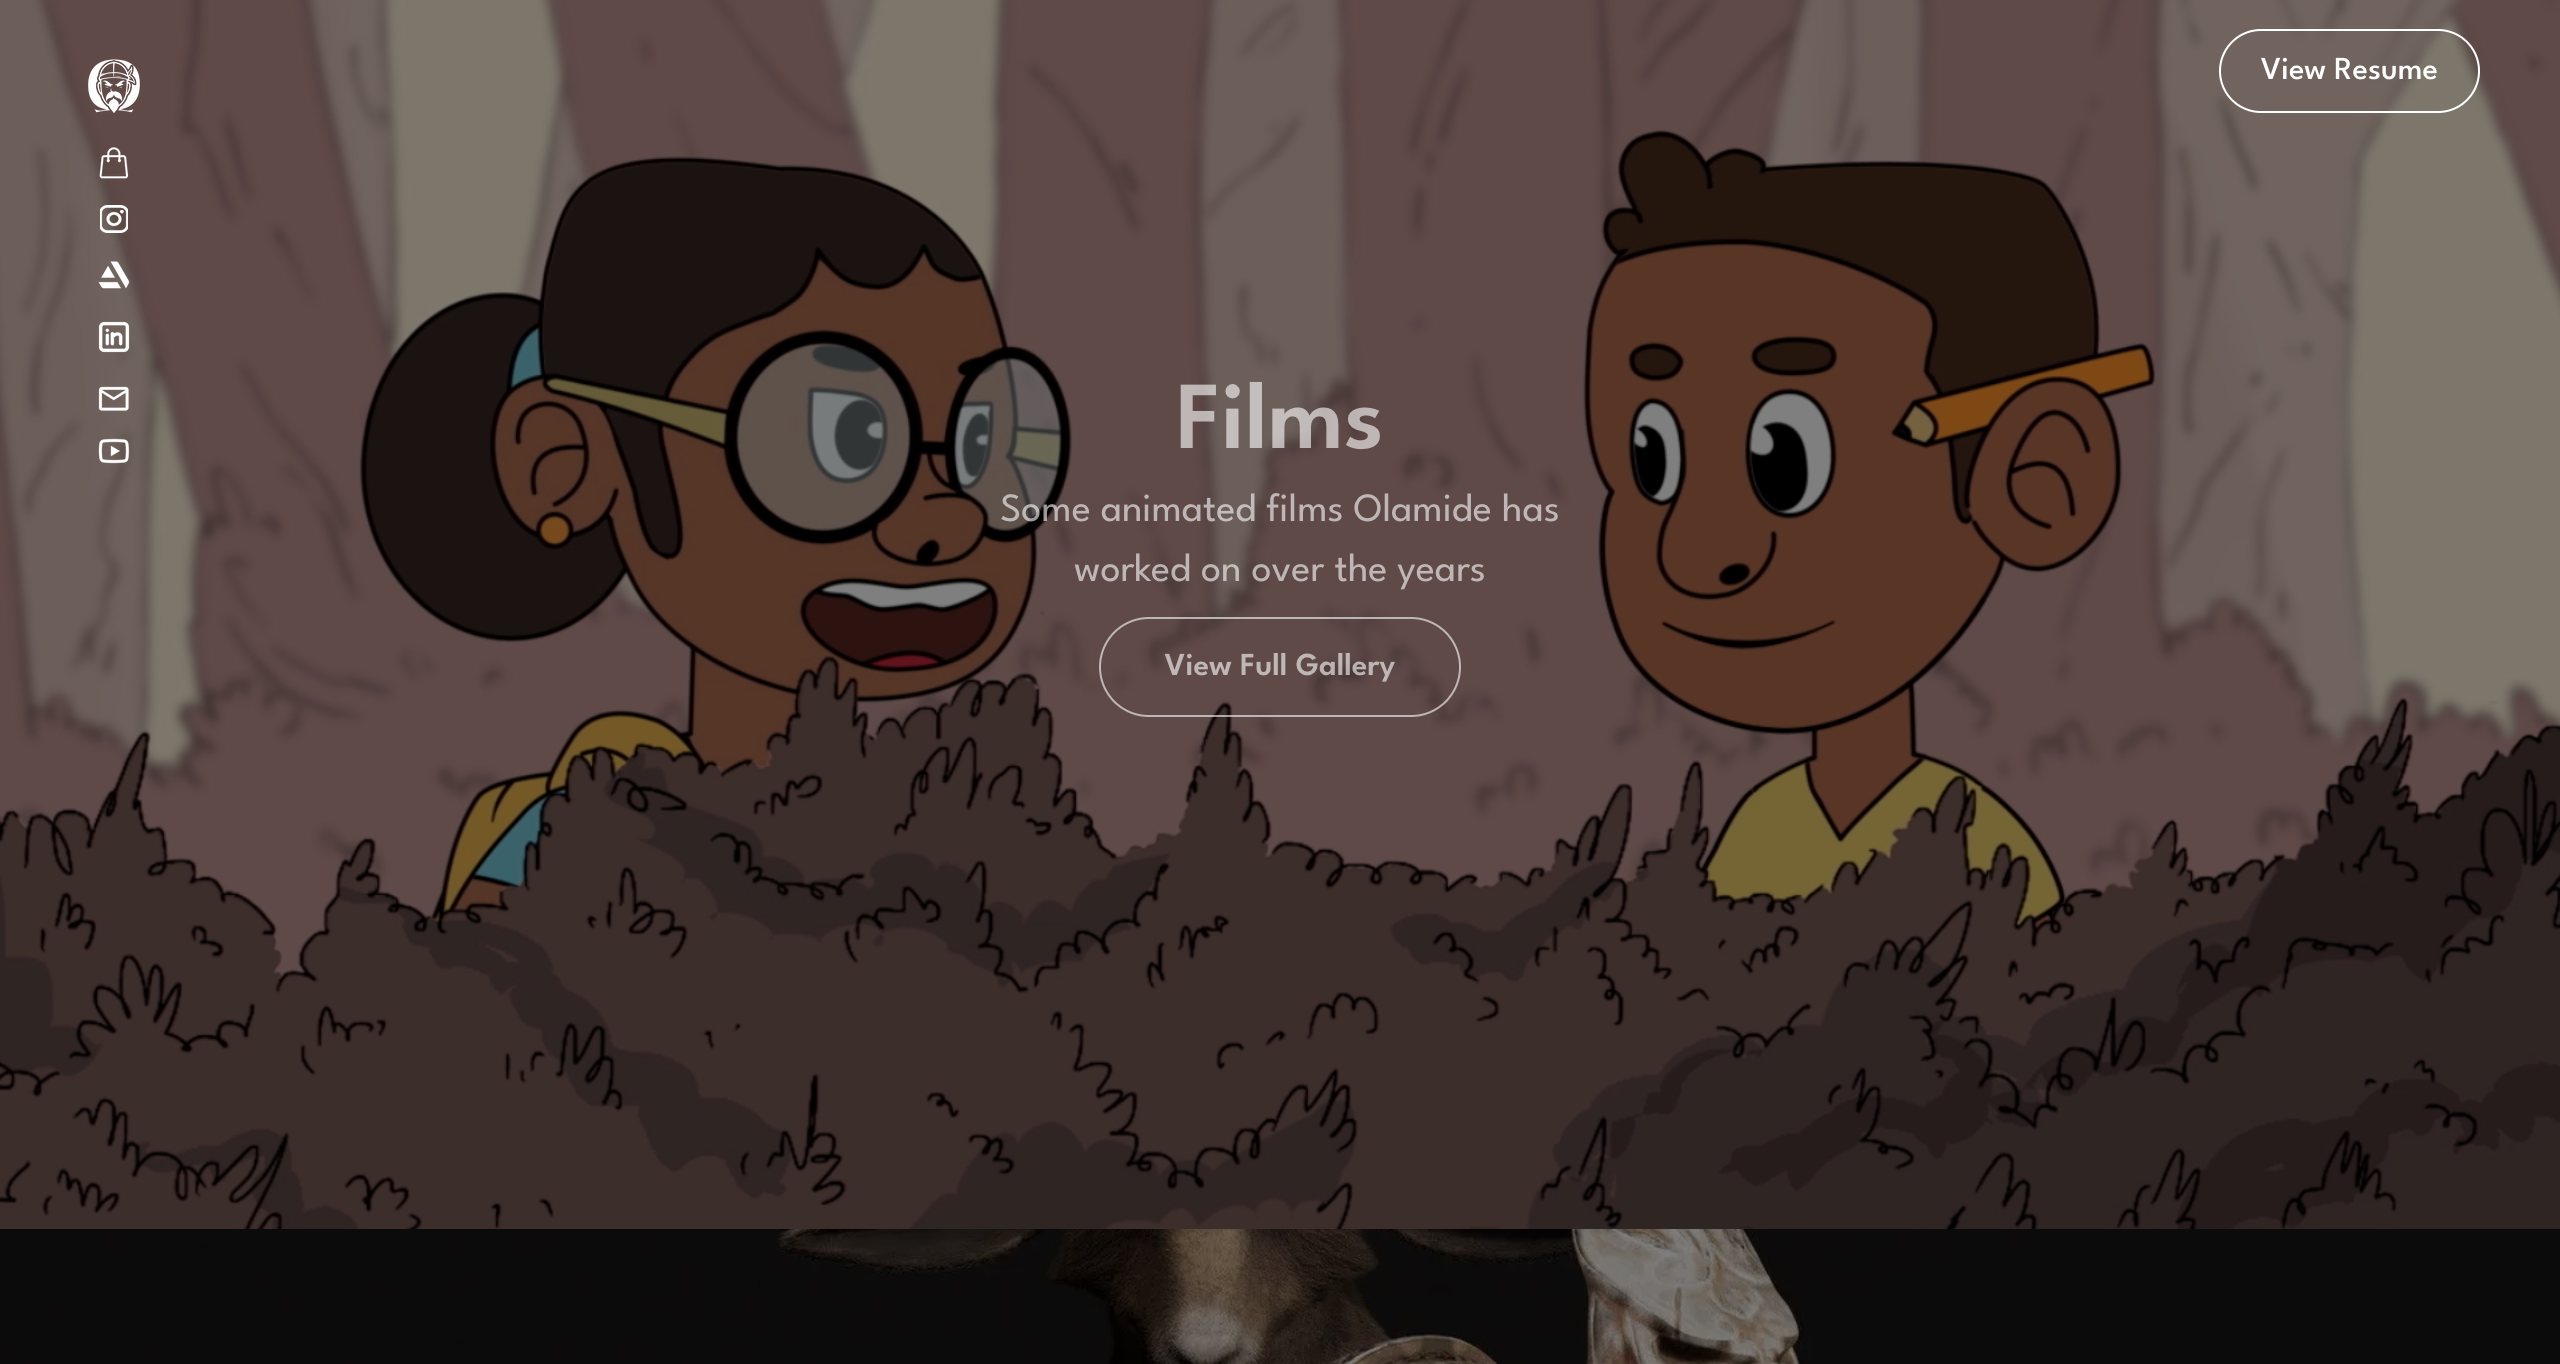 View Resume
Films
Some animated films Olamide has
worked on over the years
View Full Gallery